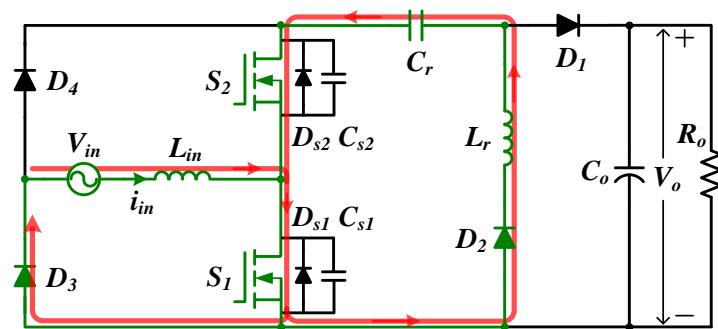 C_r
D_1
+
D_4
S_2
V_in
L_in
D_s2 C_s2
L_r
R_o
C_o
V_o
i_in
D_s1 C_s1
D_3
S_1
D_2
−